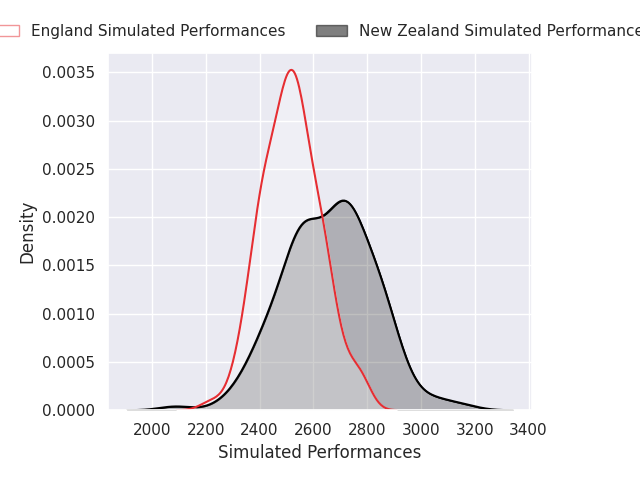 England Simulated Performances New Zealand Simulated Performance
0.0035
0.0030
0.0025
0.0020
0.0015
0.0010
0.0005
0.0000
Density
2000 2200 2400 2600 2800 3000 3200 3400
Simulated Performances